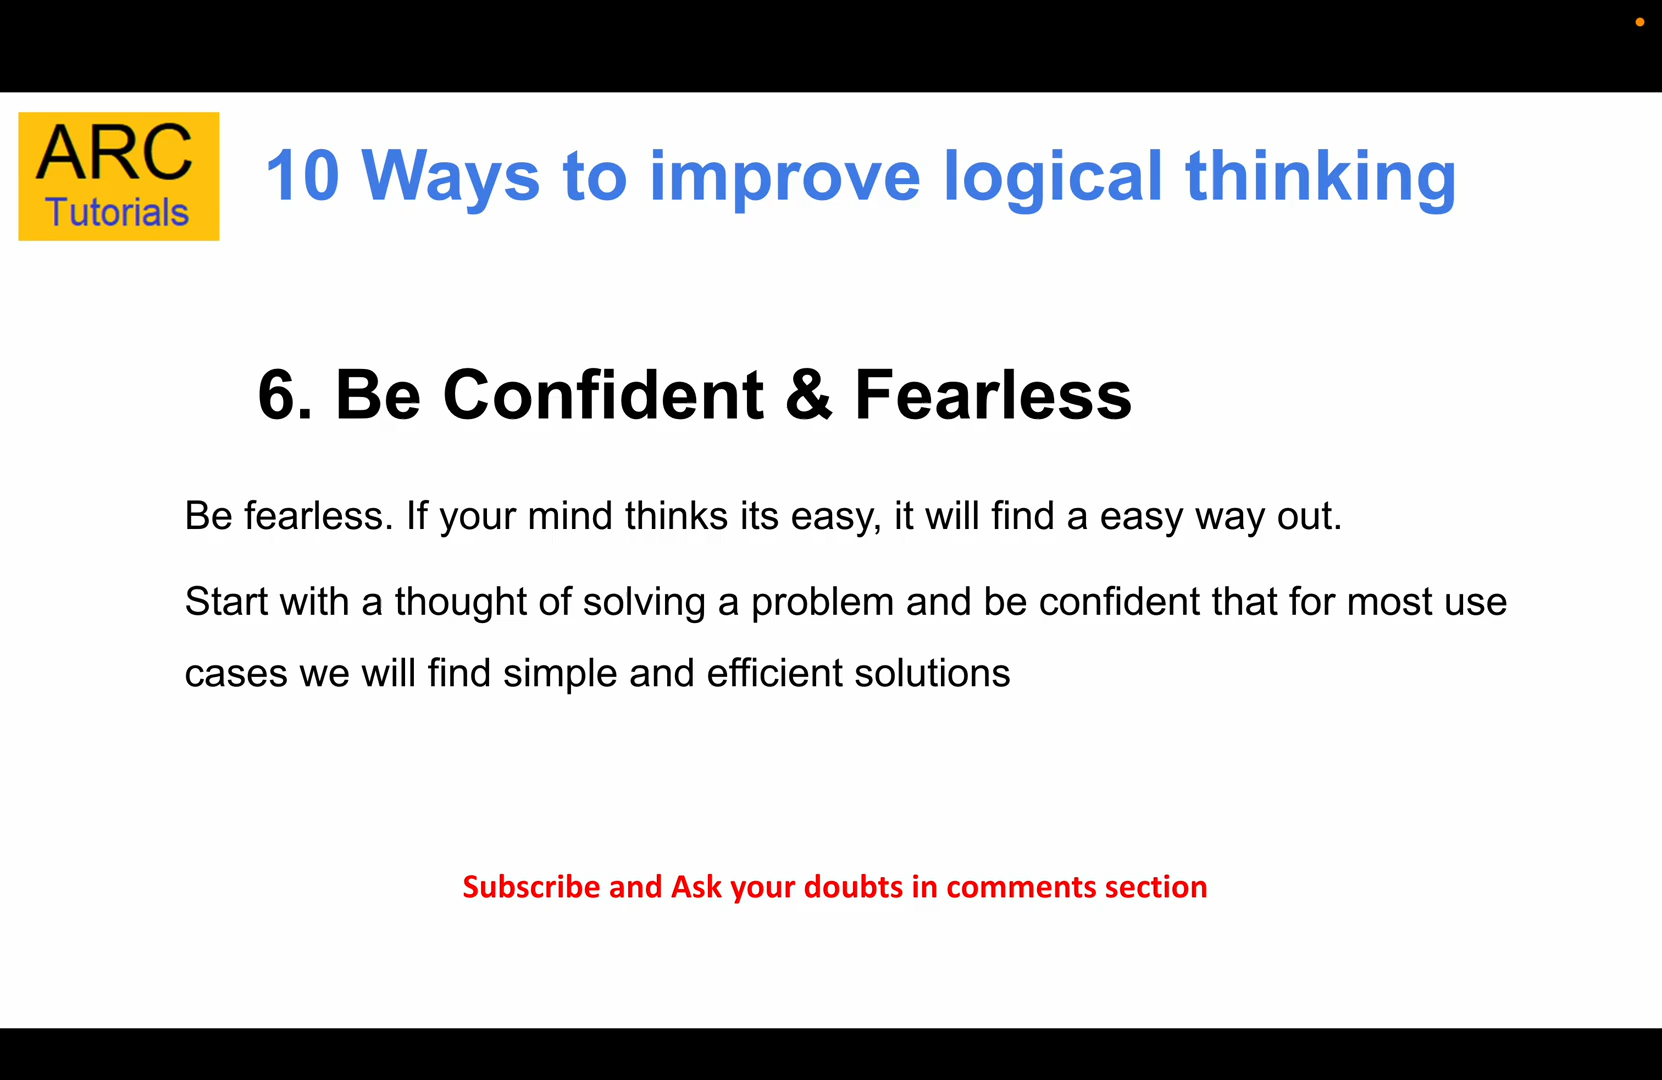 ARC
Tutorials
10 Ways to improve logical thinking
6. Be Confident & Fearless
Be fearless. If your mind thinks its easy, it will find a easy way out.
Start with a thought of solving a problem and be confident that for most use
cases we will find simple and efficient solutions
Subscribe and Ask your doubts in comments section